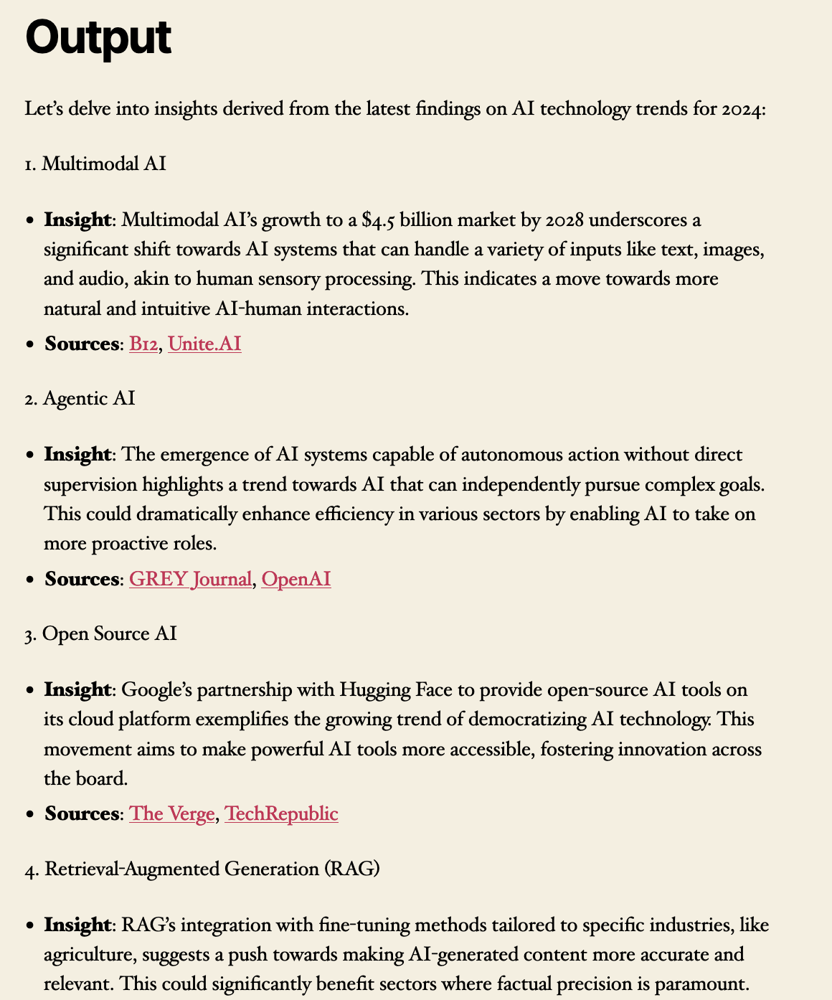 Output
Let’s delve into insights derived from the latest findings on AI technology trends for 2024:
1. Multimodal AI
• Insight: Multimodal AI’s growth to a $4.5 billion market by 2028 underscores a
significant shift towards AI systems that can handle a variety of inputs like text, images,
and audio, akin to human sensory processing. This indicates a move towards more
natural and intuitive AI-human interactions.
• Sources: B12, Unite.AI
2. Agentic AI
• Insight: The emergence of AI systems capable of autonomous action without direct
supervision highlights a trend towards AI that can independently pursue complex goals.
This could dramatically enhance efficiency in various sectors by enabling AI to take on
more proactive roles.
• Sources: GREY Journal, OpenAI
3. Open Source AI
• Insight: Google’s partnership with Hugging Face to provide open-source AI tools on
its cloud platform exemplifies the growing trend of democratizing AI technology. This
movement aims to make powerful AI tools more accessible, fostering innovation across
the board.
• Sources: The Verge, TechRepublic
4. Retrieval-Augmented Generation (RAG)
• Insight: RAG’s integration with fine-tuning methods tailored to specific industries, like
agriculture, suggests a push towards making AI-generated content more accurate and
relevant. This could significantly benefit sectors where factual precision is paramount.